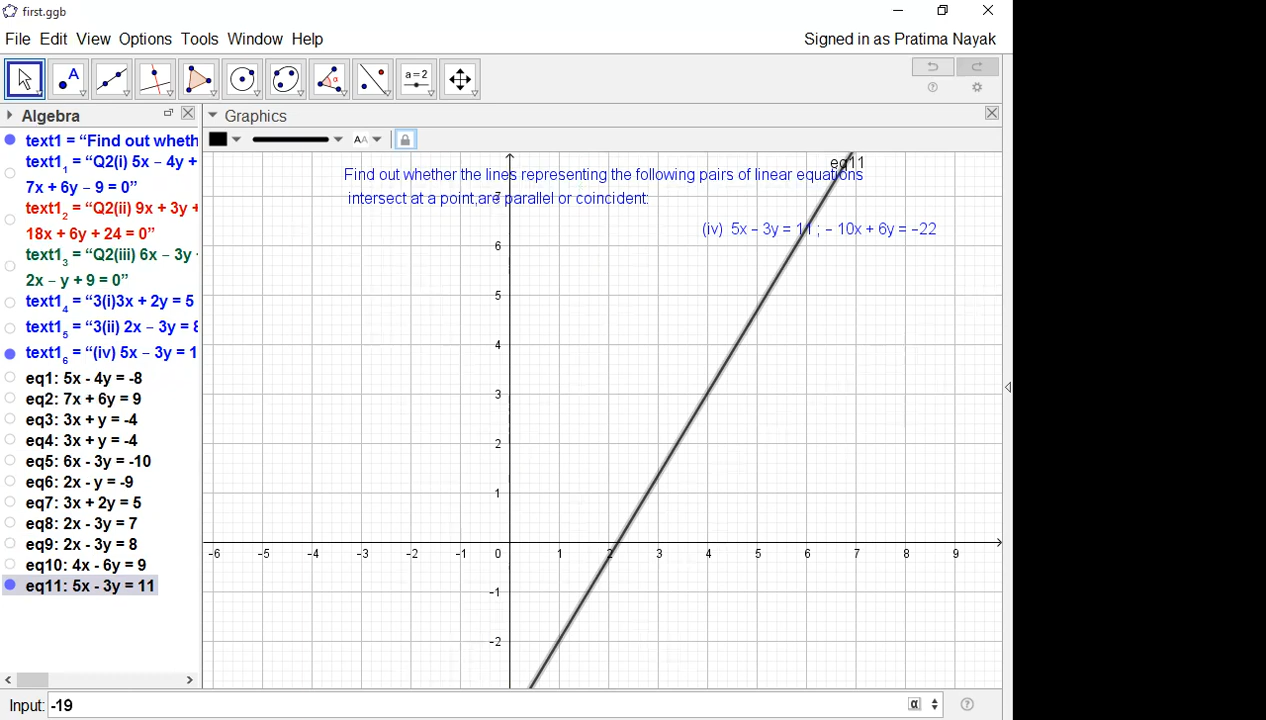 first.ggb
File Edit View Options Tools Window Help
Signed in as Pratima Nayak
A
α
a=2
Algebra
Graphics
AA
text1 = “Find out wheth
text1₁ = “Q2(i) 5x − 4y +
7x + 6y − 9 = 0”
text1₂ = “Q2(ii) 9x + 3y +
18x + 6y + 24 = 0”
text1₃ = “Q2(iii) 6x − 3y
2x − y + 9 = 0”
text1₄ = “3(i)3x + 2y = 5
text1₅ = “3(ii) 2x − 3y = 8
text1₆ = “(iv) 5x − 3y = 1
eq1: 5x - 4y = -8
eq2: 7x + 6y = 9
eq3: 3x + y = -4
eq4: 3x + y = -4
eq5: 6x - 3y = -10
eq6: 2x - y = -9
eq7: 3x + 2y = 5
eq8: 2x - 3y = 7
eq9: 2x - 3y = 8
eq10: 4x - 6y = 9
eq11: 5x - 3y = 11
eq11
Find out whether the lines representing the following pairs of linear equations
intersect at a point,are parallel or coincident:
(iv) 5x − 3y = 11 ; − 10x + 6y = −22
7
6
5
4
3
2
1
-6 -5 -4 -3 -2 -1 0 1 2 3 4 5 6 7 8 9
-1
-2
Input: -19
α